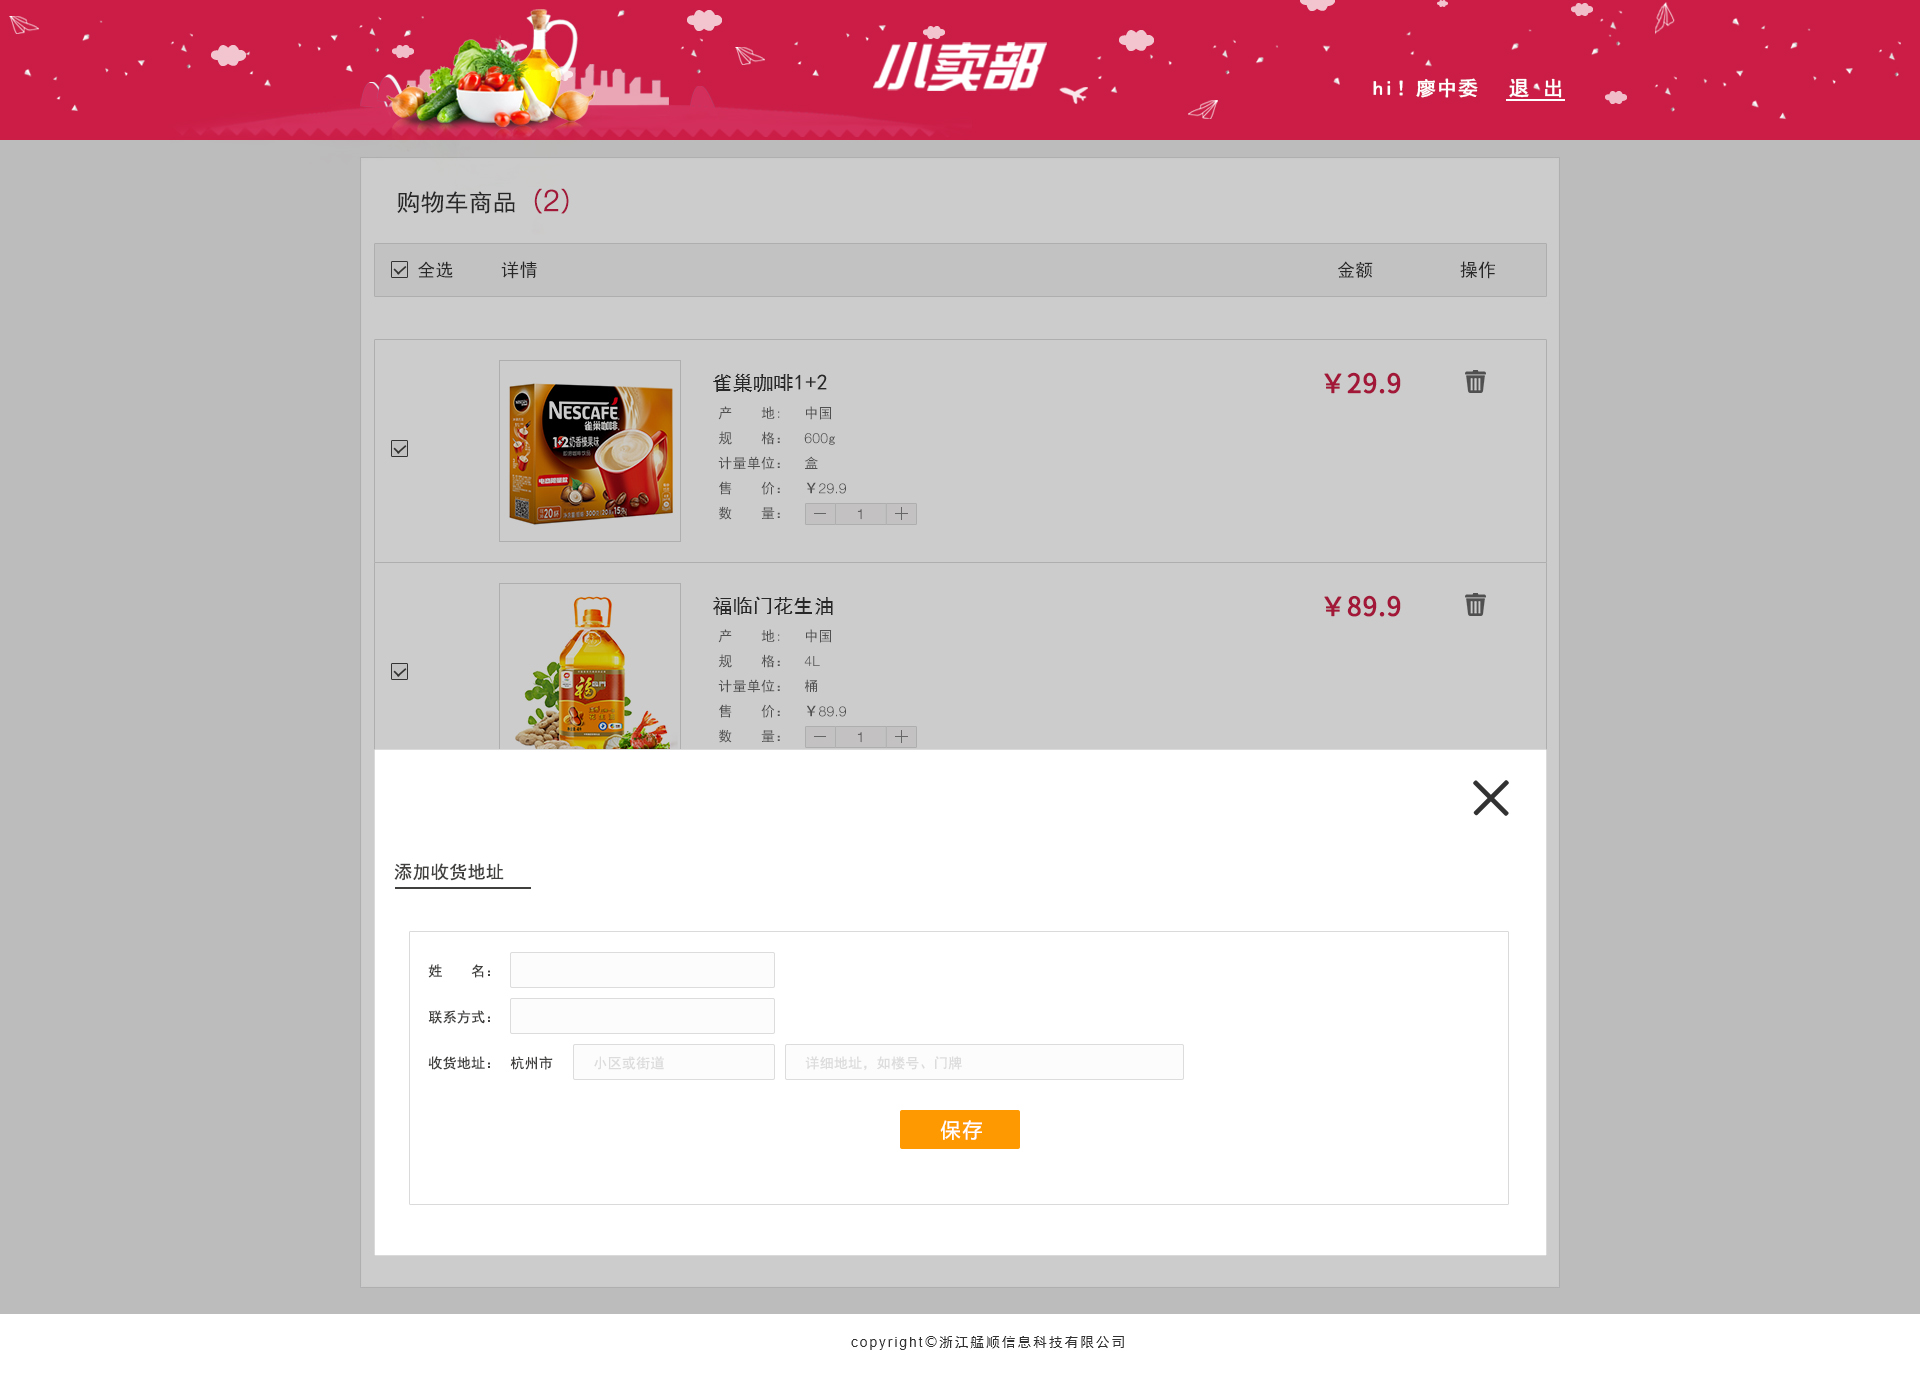 小卖部
hi！廖中委 退 出
购物车商品（2）
全选 详情 金额 操作
NESCAFÉ
雀巢咖啡
1+2奶香榛果味
雀巢咖啡1+2 ￥29.9
产 地： 中国
规 格： 600g
计量单位： 盒
售 价： ￥29.9
数 量： — 1 +
福
福临门花生油 ￥89.9
产 地： 中国
规 格： 4L
计量单位： 桶
售 价： ￥89.9
数 量： — 1 +
添加收货地址
姓 名：
联系方式：
收货地址： 杭州市 小区或街道 详细地址，如楼号、门牌
保存
copyright©浙江艋顺信息科技有限公司